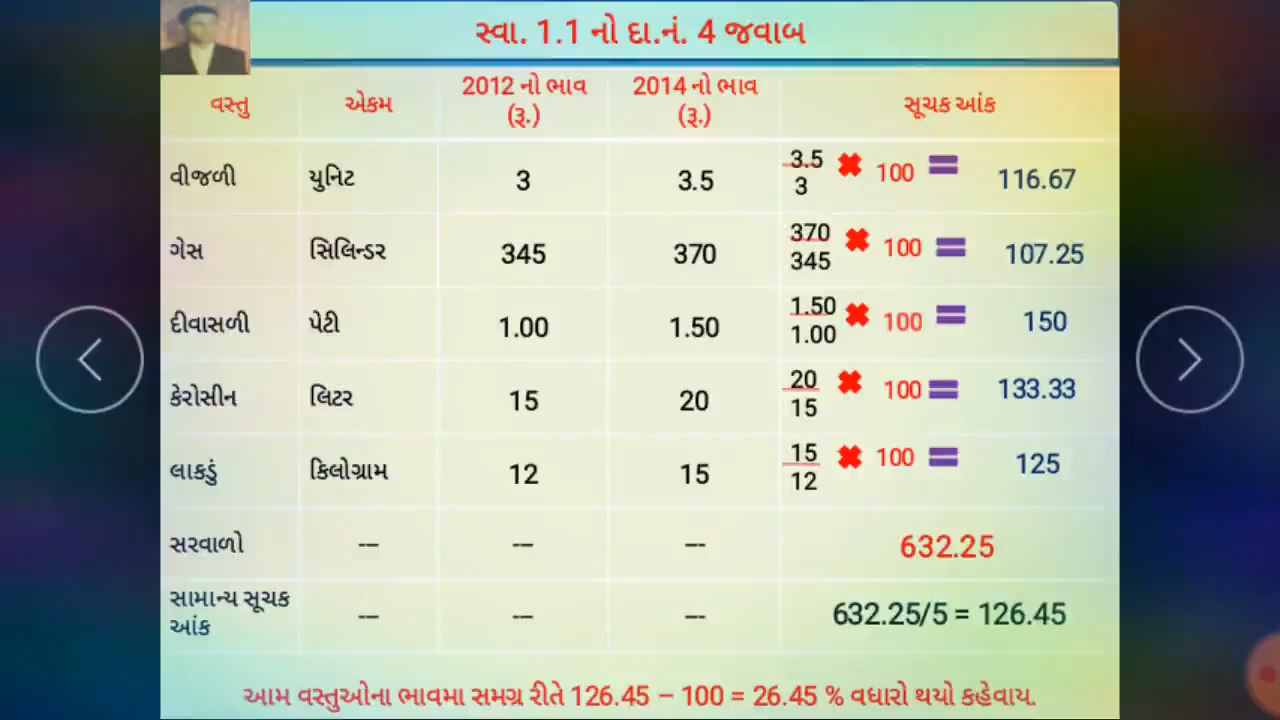 સ્વા. 1.1 નો દા.નં. 4 જવાબ
વસ્તુ એકમ 2012 નો ભાવ (રૂ.) 2014 નો ભાવ (રૂ.) સૂચક આંક
વીજળી યુનિટ 3 3.5 3.5/3 ✖ 100 = 116.67
ગેસ સિલિન્ડર 345 370 370/345 ✖ 100 = 107.25
દીવાસળી પેટી 1.00 1.50 1.50/1.00 ✖ 100 = 150
કેરોસીન લિટર 15 20 20/15 ✖ 100 = 133.33
લાકડું કિલોગ્રામ 12 15 15/12 ✖ 100 = 125
સરવાળો --- --- --- 632.25
સામાન્ય સૂચક આંક --- --- --- 632.25/5 = 126.45
આમ વસ્તુઓના ભાવમા સમગ્ર રીતે 126.45 – 100 = 26.45 % વધારો થયો કહેવાય.